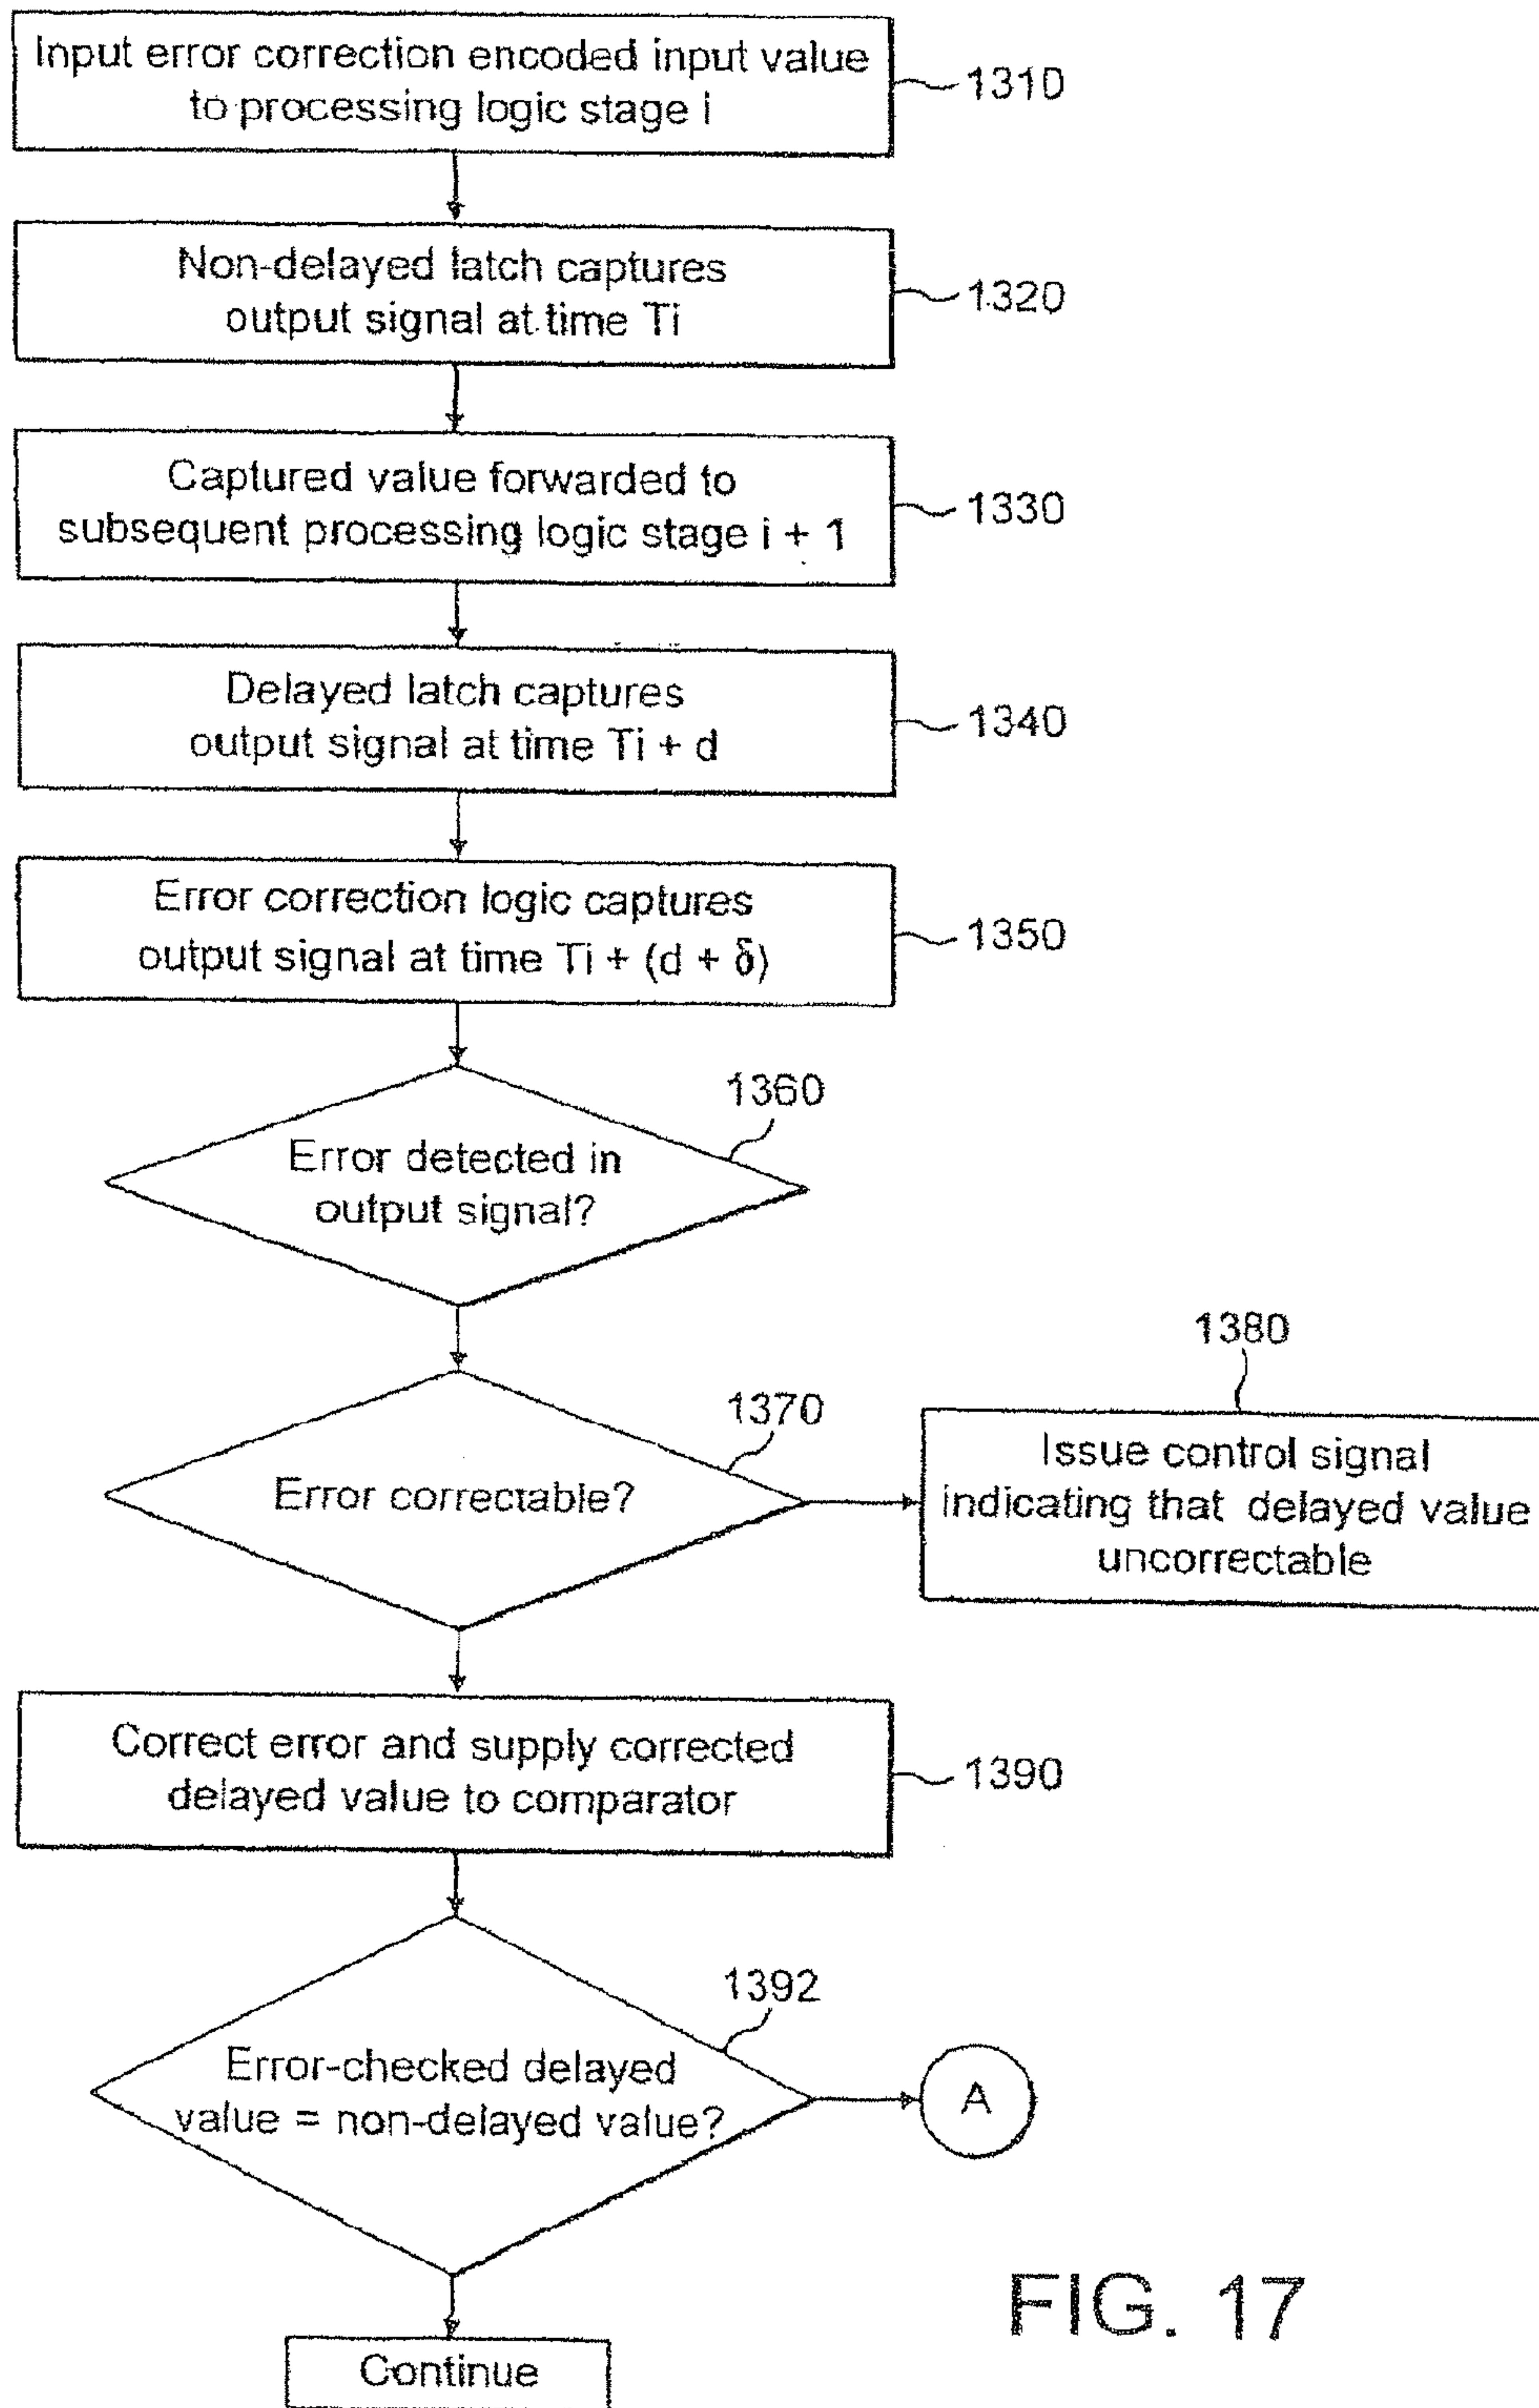 Input error correction encoded input value
to processing logic stage i
1310
Non-delayed latch captures
output signal at time Ti
1320
Captured value forwarded to
subsequent processing logic stage i + 1
1330
Delayed latch captures
output signal at time Ti + d
1340
Error correction logic captures
output signal at time Ti + (d + δ)
1350
1360
Error detected in
output signal?
1370
Error correctable?
1380
Issue control signal
indicating that delayed value
uncorrectable
Correct error and supply corrected
delayed value to comparator
1390
1392
Error-checked delayed
value = non-delayed value?
A
Continue
FIG. 17